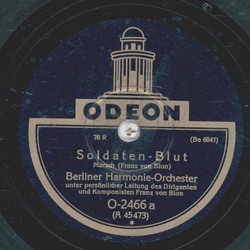 ODEON
78 R (Be 6847)
Soldaten-Blut
Marsch (Franz von Blon)
Berliner Harmonie-Orchester
unter persönlicher Leitung des Dirigenten
und Komponisten Franz von Blon
O-2466 a
(A 45473)